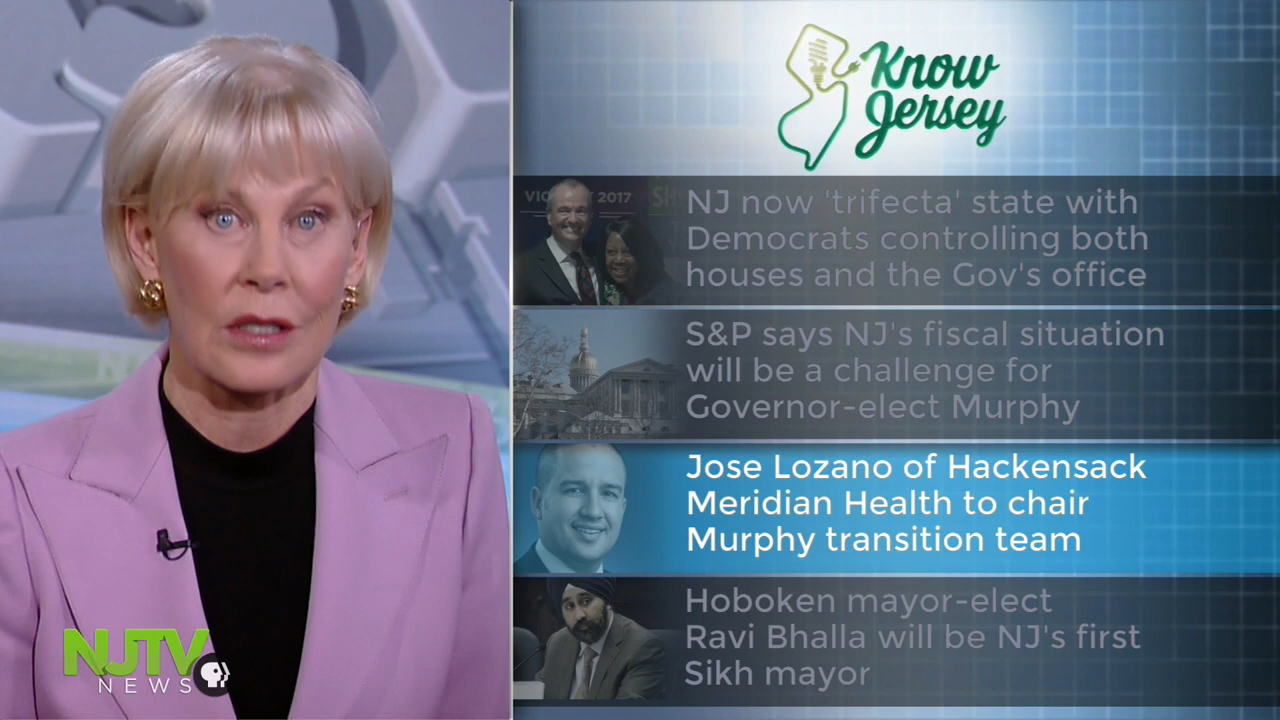 Know
Jersey
NJ now 'trifecta' state with
Democrats controlling both
houses and the Gov's office
S&P says NJ's fiscal situation
will be a challenge for
Governor-elect Murphy
Jose Lozano of Hackensack
Meridian Health to chair
Murphy transition team
Hoboken mayor-elect
Ravi Bhalla will be NJ's first
Sikh mayor
NJTV
NEWS